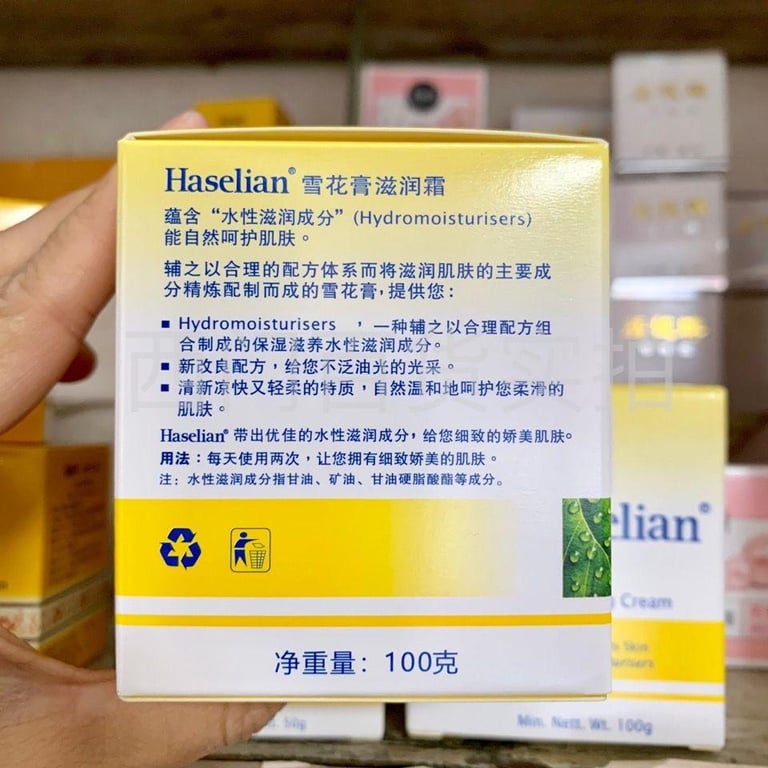 Haselian® 雪花膏滋润霜
蕴含“水性滋润成分”(Hydromoisturisers)
能自然呵护肌肤。
辅之以合理的配方体系而将滋润肌肤的主要成
分精炼配制而成的雪花膏,提供您:
■ Hydromoisturisers ，一种辅之以合理配方组
合制成的保湿滋养水性滋润成分。
■ 新改良配方，给您不泛油光的光采。
■ 清新凉快又轻柔的特质，自然温和地呵护您柔滑的
肌肤。
Haselian® 带出优佳的水性滋润成分，给您细致的娇美肌肤。
用法：每天使用两次，让您拥有细致娇美的肌肤。
注：水性滋润成分指甘油、矿油、甘油硬脂酸酯等成分。
净重量：100克
elian®
Cream
Skin
Min. Nett. Wt. 100g
50g